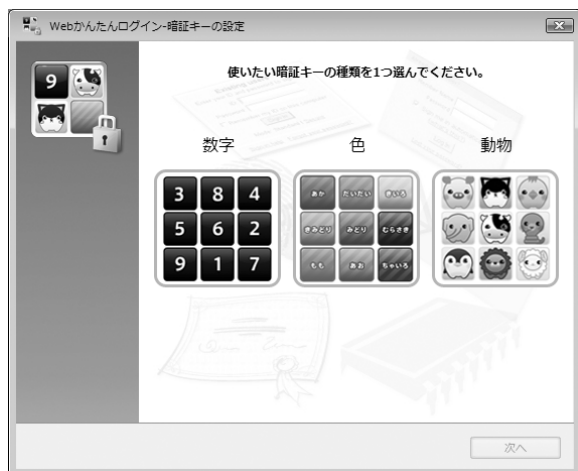 Webかんたんログイン-暗証キーの設定
9
使いたい暗証キーの種類を1つ選んでください。
数字 色 動物
3 8 4 あか だいだい きいろ
5 6 2 きみどり みどり むらさき
9 1 7 もも あお ちゃいろ
次へ